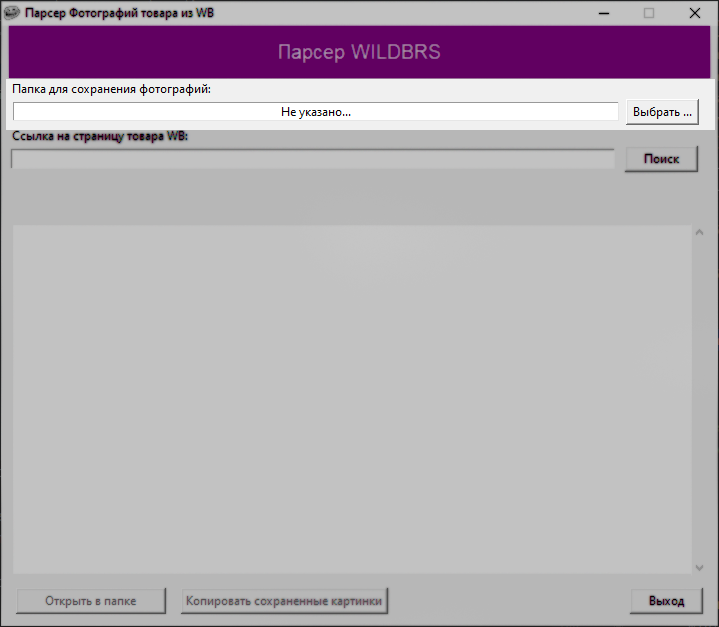 Парсер Фотографий товара из WB
Парсер WILDBRS
Папка для сохранения фотографий:
Не указано... Выбрать ...
Ссылка на страницу товара WB:
Поиск
Открыть в папке Копировать сохраненные картинки Выход